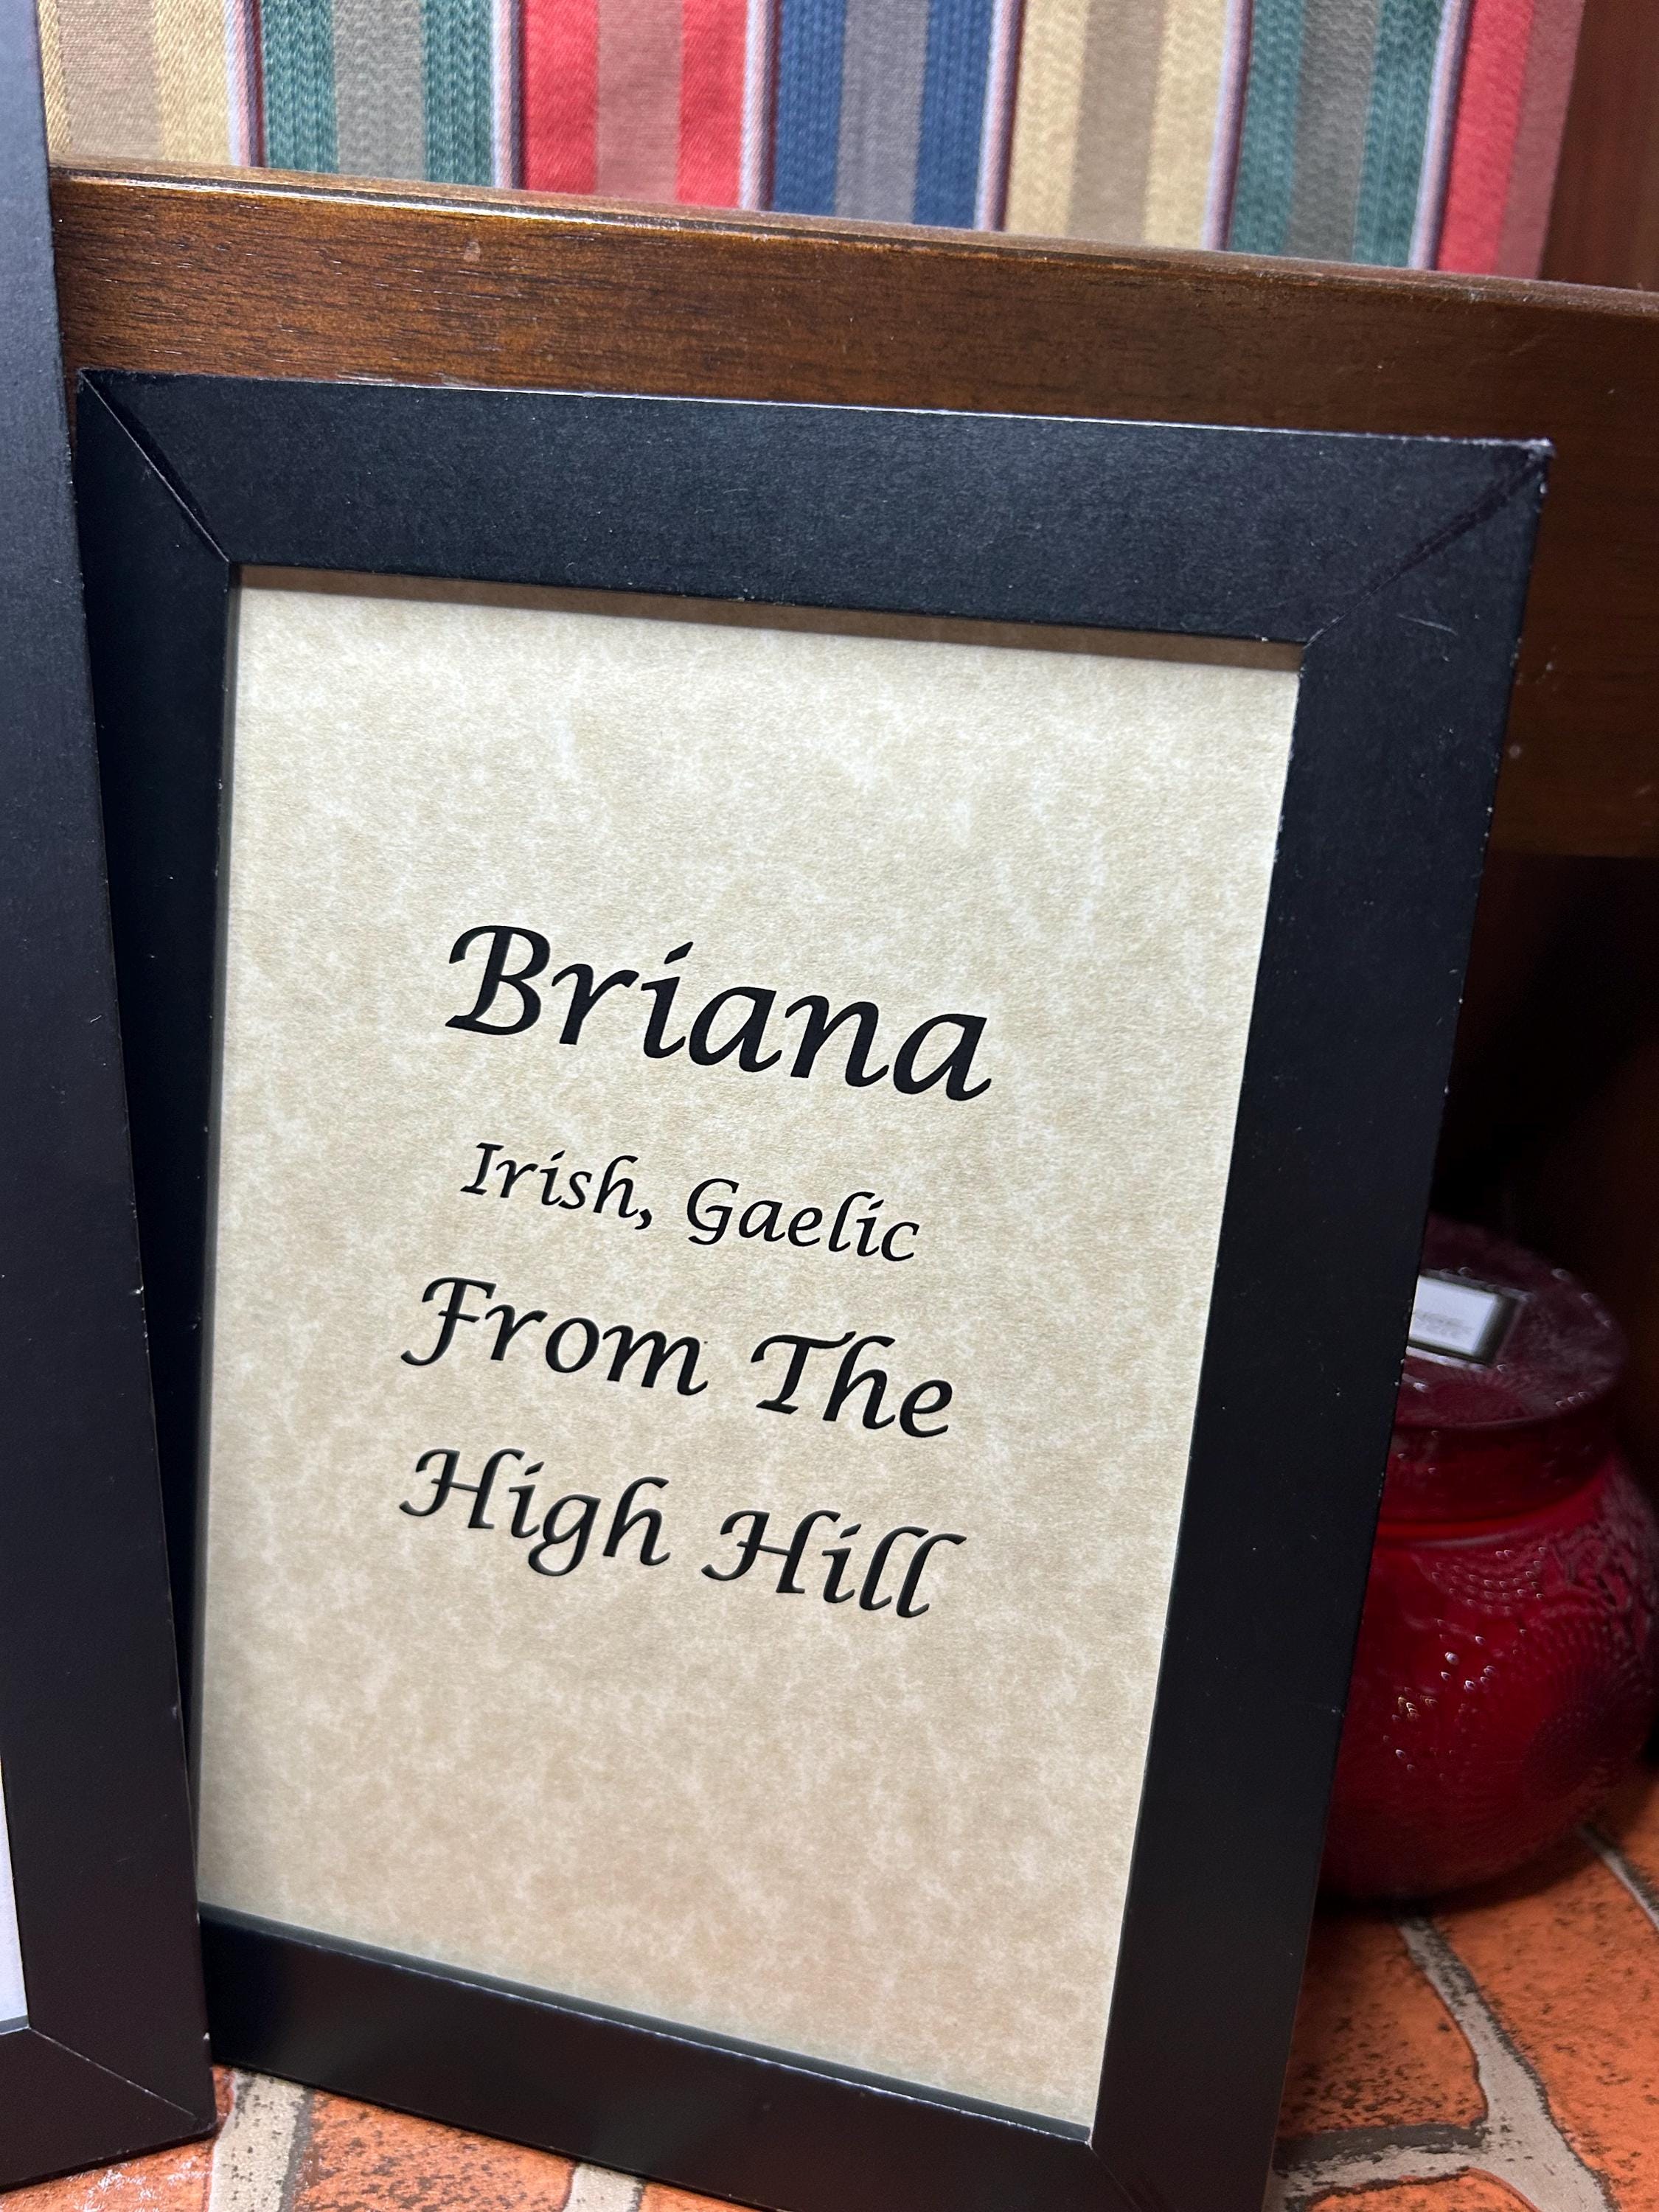 Briana
Irish, Gaelic
From The
High Hill